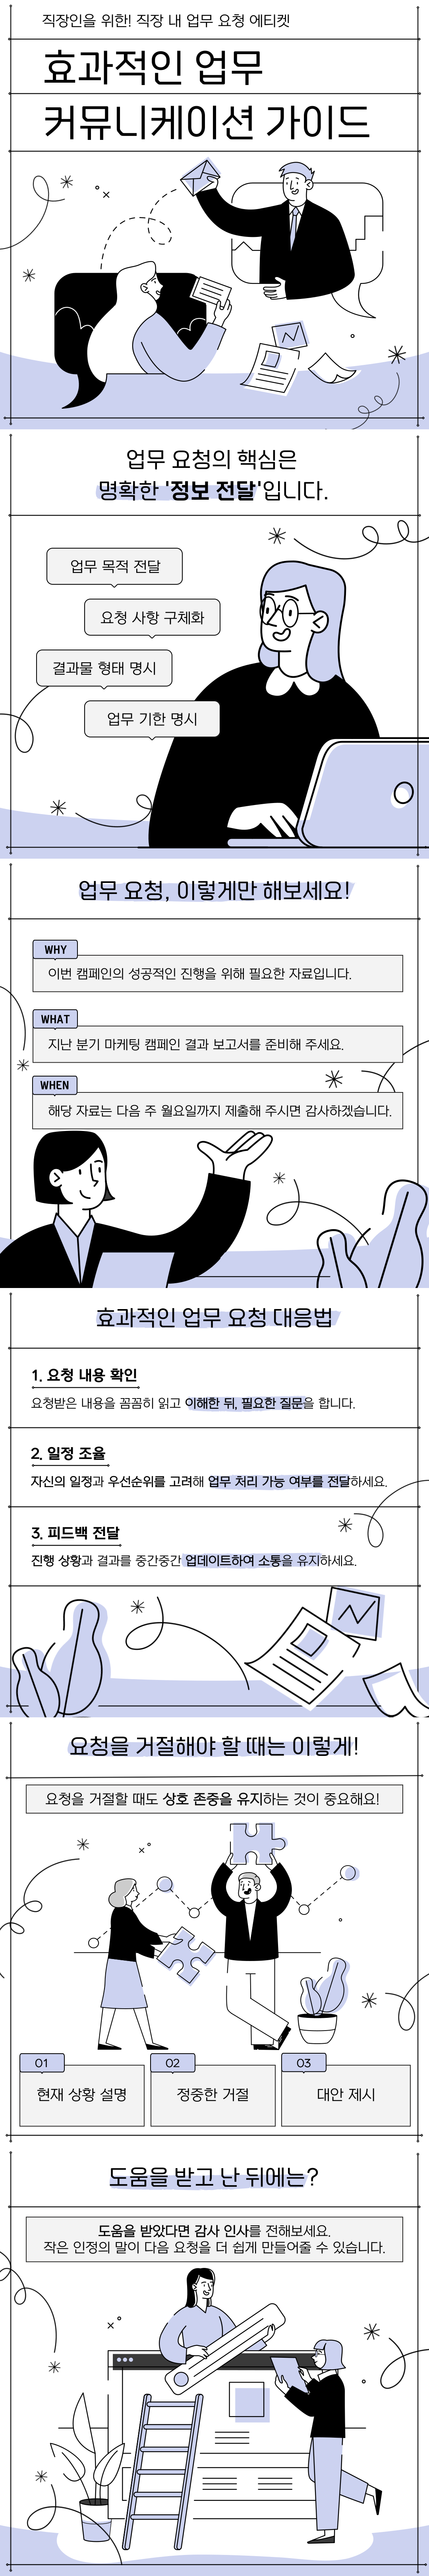 직장인을 위한! 직장 내 업무 요청 에티켓
효과적인 업무
커뮤니케이션 가이드
업무 요청의 핵심은
명확한 '정보 전달'입니다.
업무 목적 전달
요청 사항 구체화
결과물 형태 명시
업무 기한 명시
업무 요청, 이렇게만 해보세요!
WHY
이번 캠페인의 성공적인 진행을 위해 필요한 자료입니다.
WHAT
지난 분기 마케팅 캠페인 결과 보고서를 준비해 주세요.
WHEN
해당 자료는 다음 주 월요일까지 제출해 주시면 감사하겠습니다.
효과적인 업무 요청 대응법
1. 요청 내용 확인
요청받은 내용을 꼼꼼히 읽고 이해한 뒤, 필요한 질문을 합니다.
2. 일정 조율
자신의 일정과 우선순위를 고려해 업무 처리 가능 여부를 전달하세요.
3. 피드백 전달
진행 상황과 결과를 중간중간 업데이트하여 소통을 유지하세요.
요청을 거절해야 할 때는 이렇게!
요청을 거절할 때도 상호 존중을 유지하는 것이 중요해요!
01
현재 상황 설명
02
정중한 거절
03
대안 제시
도움을 받고 난 뒤에는?
도움을 받았다면 감사 인사를 전해보세요.
작은 인정의 말이 다음 요청을 더 쉽게 만들어줄 수 있습니다.